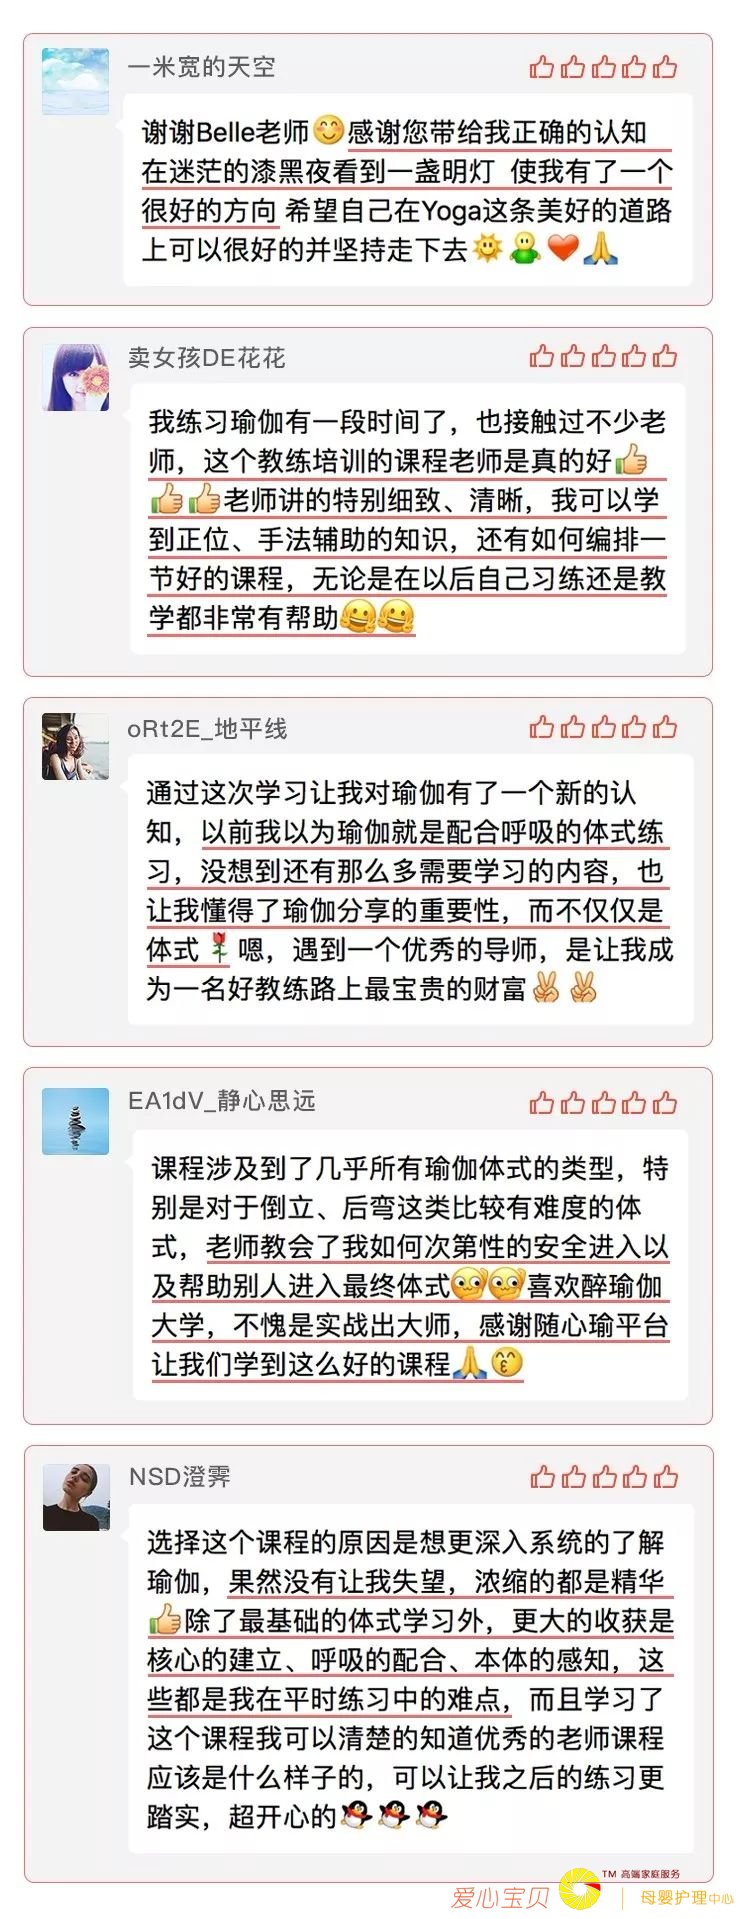 一米宽的天空
谢谢Belle老师😊感谢您带给我正确的认知
在迷茫的漆黑夜看到一盏明灯 使我有了一个
很好的方向 希望自己在Yoga这条美好的道路
上可以很好的并坚持走下去🌞❤️🙏
卖女孩DE花花
我练习瑜伽有一段时间了，也接触过不少老
师，这个教练培训的课程老师是真的好👍
👍👍老师讲的特别细致、清晰，我可以学
到正位、手法辅助的知识，还有如何编排一
节好的课程，无论是在以后自己习练还是教
学都非常有帮助🤗🤗
oRt2E_地平线
通过这次学习让我对瑜伽有了一个新的认
知，以前我以为瑜伽就是配合呼吸的体式练
习，没想到还有那么多需要学习的内容，也
让我懂得了瑜伽分享的重要性，而不仅仅是
体式🌹嗯，遇到一个优秀的导师，是让我成
为一名好教练路上最宝贵的财富✌✌
EA1dV_静心思远
课程涉及到了几乎所有瑜伽体式的类型，特
别是对于倒立、后弯这类比较有难度的体
式，老师教会了我如何次第性的安全进入以
及帮助别人进入最终体式喜欢醉瑜伽
大学，不愧是实战出大师，感谢随心瑜平台
让我们学到这么好的课程🙏😙
NSD澄霁
选择这个课程的原因是想更深入系统的了解
瑜伽，果然没有让我失望，浓缩的都是精华
👍除了最基础的体式学习外，更大的收获是
核心的建立、呼吸的配合、本体的感知，这
些都是我在平时练习中的难点，而且学习了
这个课程我可以清楚的知道优秀的老师课程
应该是什么样子的，可以让我之后的练习更
踏实，超开心的🐧🐧🐧
TM 高端家庭服务
爱心宝贝 | 母婴护理中心